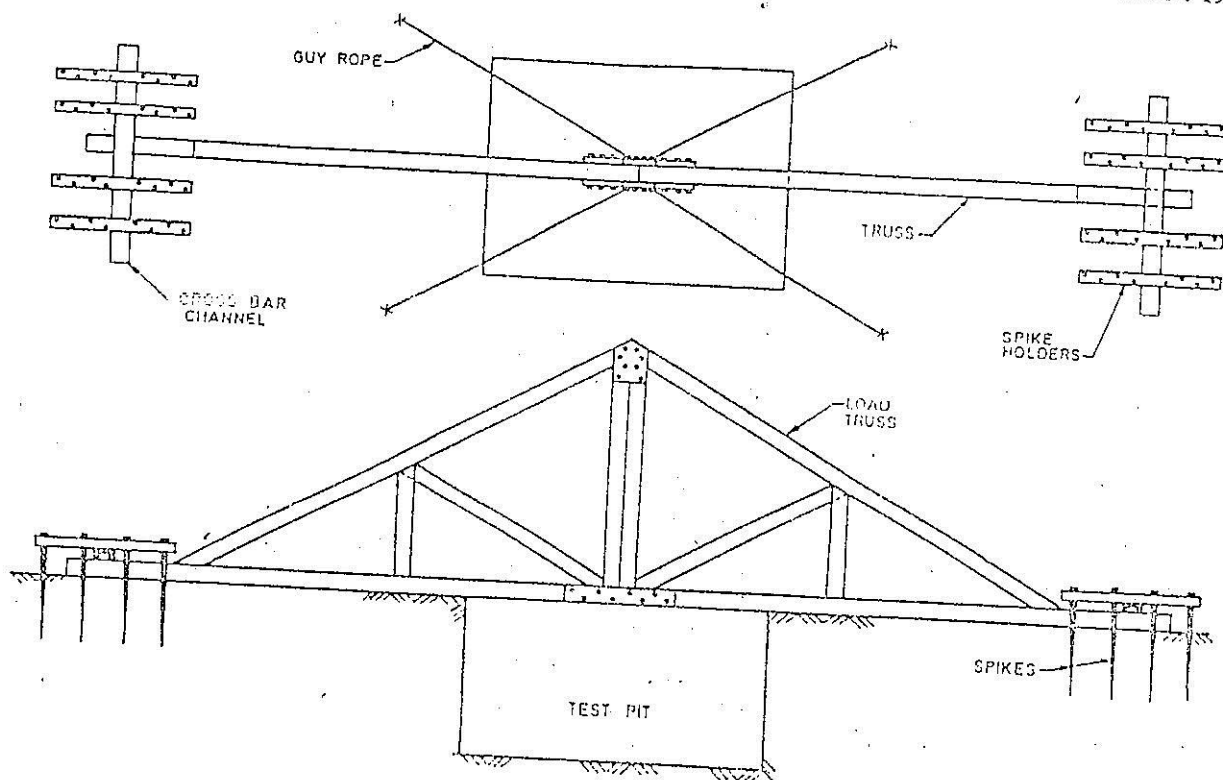 GUY ROPE
TRUSS
CROSS BAR
CHANNEL
SPIKE
HOLDERS
LOAD
TRUSS
SPIKES
TEST PIT